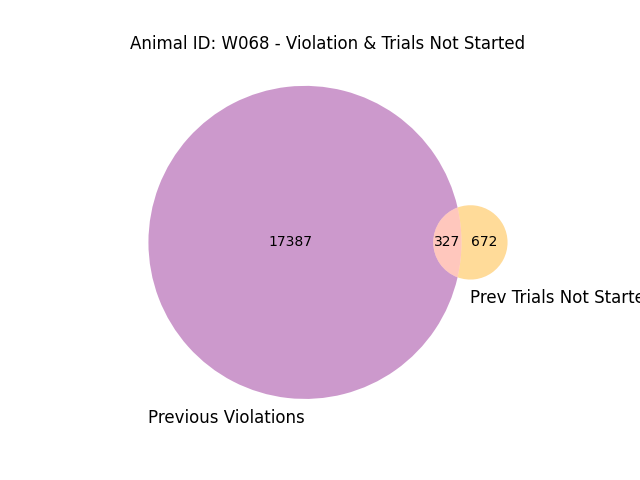 Animal ID: W068 - Violation & Trials Not Started
17387
327
672
Prev Trials Not Starte
Previous Violations